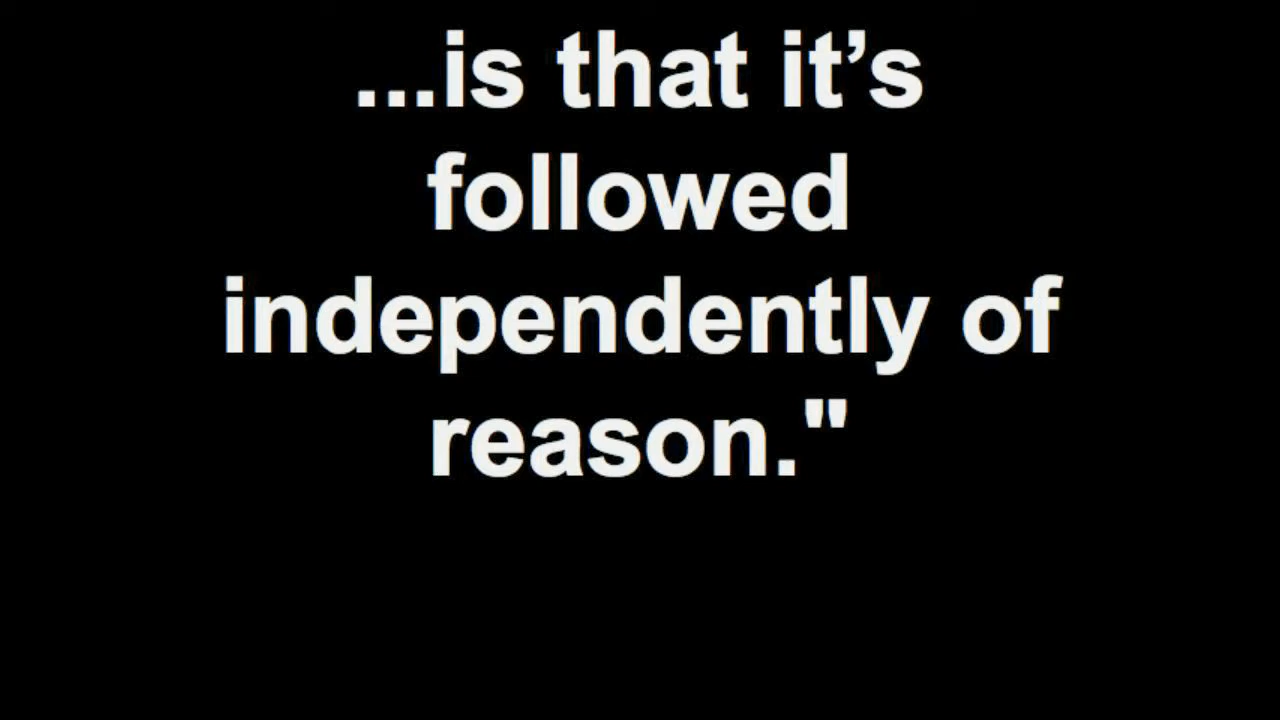 ...is that it’s
followed
independently of
reason."